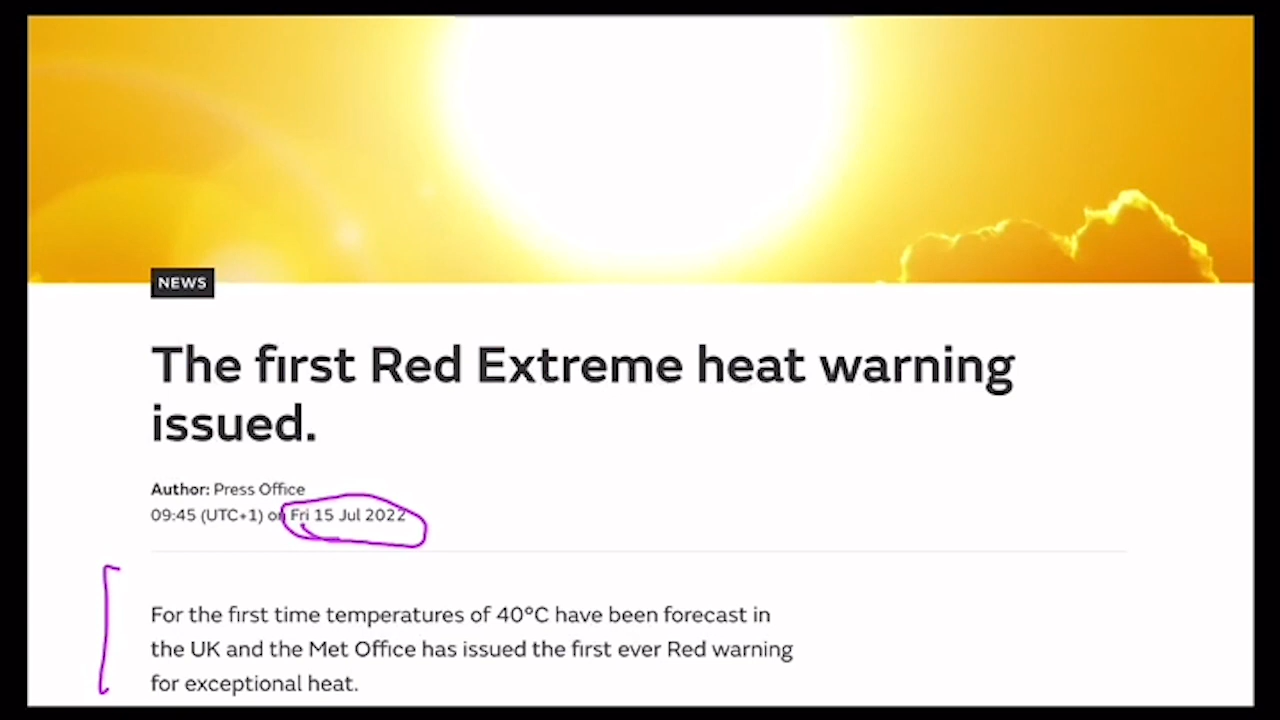 NEWS
The first Red Extreme heat warning
issued.
Author: Press Office
09:45 (UTC+1) on Fri 15 Jul 2022
For the first time temperatures of 40°C have been forecast in
the UK and the Met Office has issued the first ever Red warning
for exceptional heat.